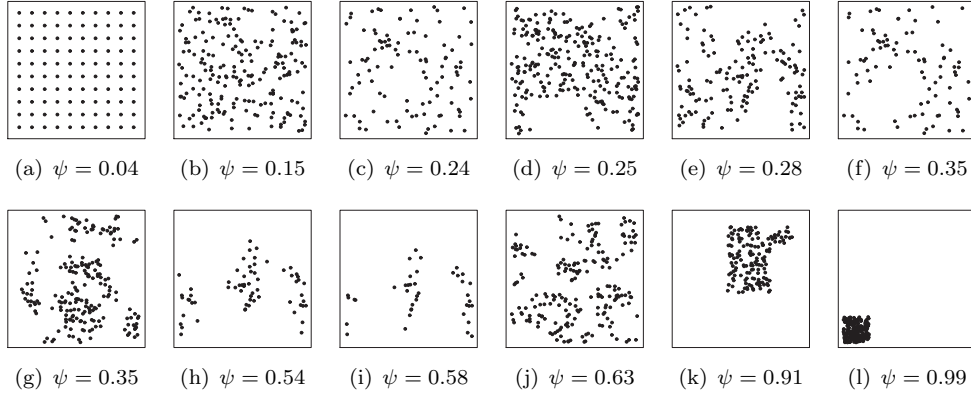 (a) ψ = 0.04 (b) ψ = 0.15 (c) ψ = 0.24 (d) ψ = 0.25 (e) ψ = 0.28 (f) ψ = 0.35
(g) ψ = 0.35 (h) ψ = 0.54 (i) ψ = 0.58 (j) ψ = 0.63 (k) ψ = 0.91 (l) ψ = 0.99